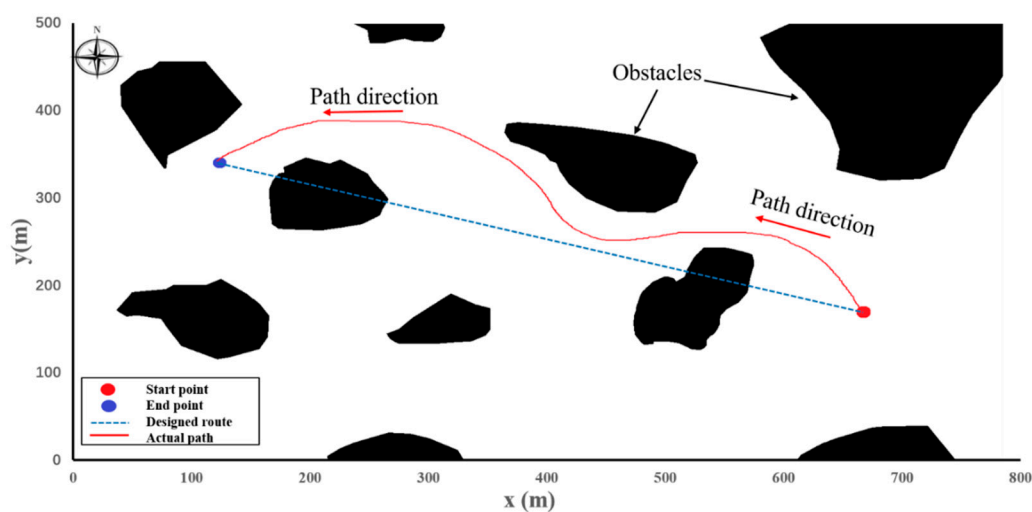 500
N
400
300
200
100
0
y(m)
Path direction
Obstacles
Path direction
Start point
End point
Designed route
Actual path
0 100 200 300 400 500 600 700 800
x (m)